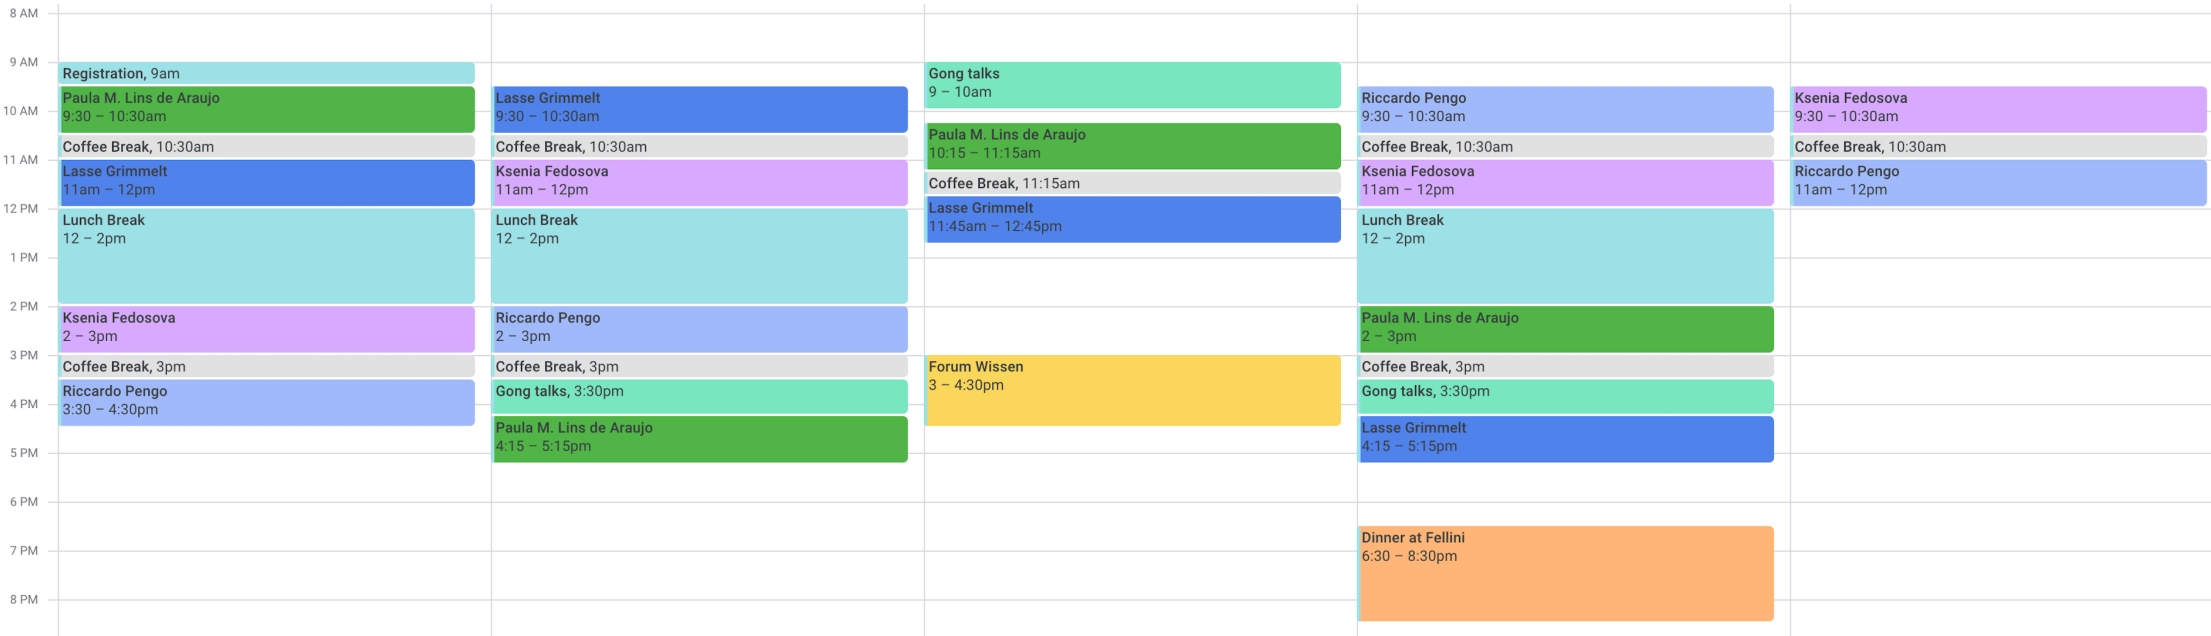 8 AM
9 AM
10 AM
11 AM
12 PM
1 PM
2 PM
3 PM
4 PM
5 PM
6 PM
7 PM
8 PM
Registration, 9am
Paula M. Lins de Araujo
9:30 – 10:30am
Coffee Break, 10:30am
Lasse Grimmelt
11am – 12pm
Lunch Break
12 – 2pm
Ksenia Fedosova
2 – 3pm
Coffee Break, 3pm
Riccardo Pengo
3:30 – 4:30pm
Lasse Grimmelt
9:30 – 10:30am
Coffee Break, 10:30am
Ksenia Fedosova
11am – 12pm
Lunch Break
12 – 2pm
Riccardo Pengo
2 – 3pm
Coffee Break, 3pm
Gong talks, 3:30pm
Paula M. Lins de Araujo
4:15 – 5:15pm
Gong talks
9 – 10am
Paula M. Lins de Araujo
10:15 – 11:15am
Coffee Break, 11:15am
Lasse Grimmelt
11:45am – 12:45pm
Forum Wissen
3 – 4:30pm
Riccardo Pengo
9:30 – 10:30am
Coffee Break, 10:30am
Ksenia Fedosova
11am – 12pm
Lunch Break
12 – 2pm
Paula M. Lins de Araujo
2 – 3pm
Coffee Break, 3pm
Gong talks, 3:30pm
Lasse Grimmelt
4:15 – 5:15pm
Dinner at Fellini
6:30 – 8:30pm
Ksenia Fedosova
9:30 – 10:30am
Coffee Break, 10:30am
Riccardo Pengo
11am – 12pm